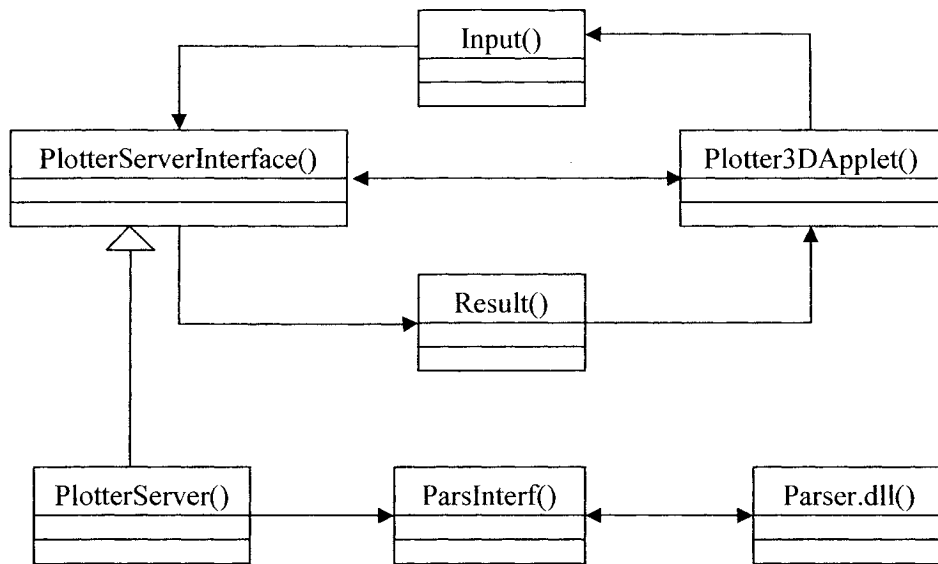 Input()
PlotterServerInterface()
Plotter3DApplet()
Result()
PlotterServer()
ParsInterf()
Parser.dll()